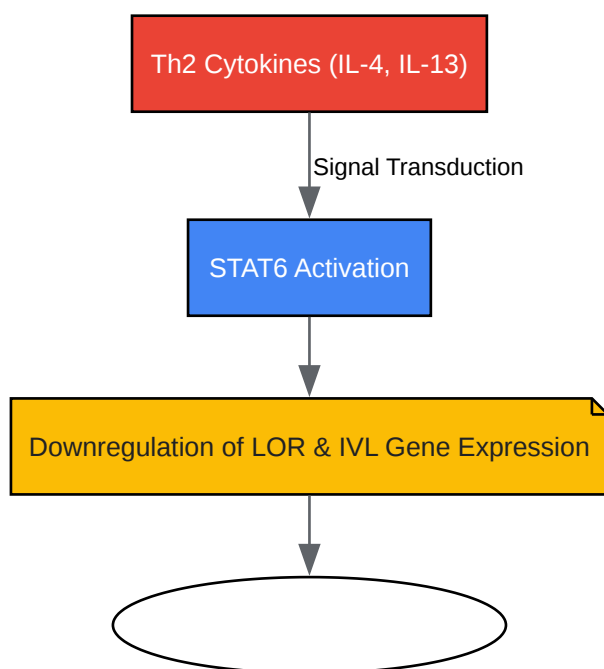 Th2 Cytokines (IL-4, IL-13)
Signal Transduction
STAT6 Activation
Downregulation of LOR & IVL Gene Expression